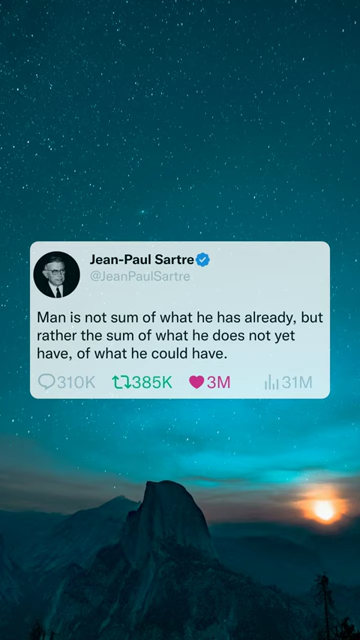 Jean-Paul Sartre
@JeanPaulSartre
Man is not sum of what he has already, but
rather the sum of what he does not yet
have, of what he could have.
310K 385K 3M 31M